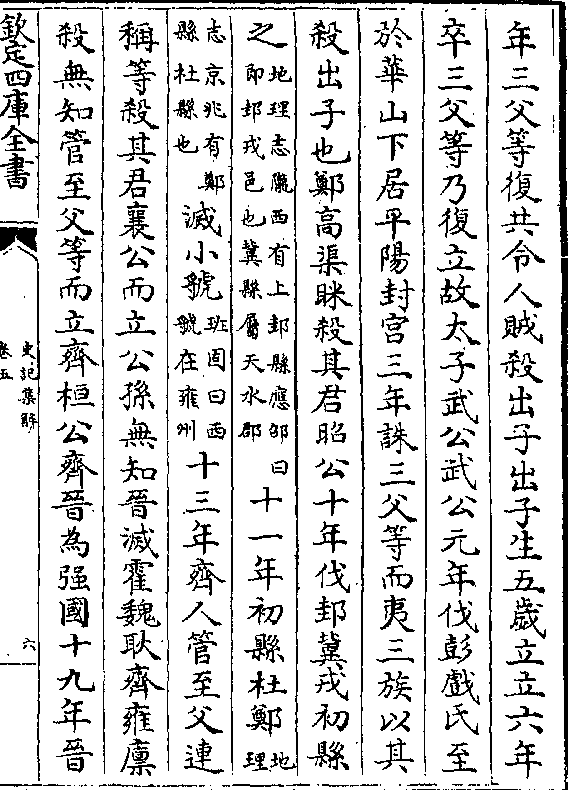 年三父等復共令人賊殺出子出子生五歳立立六年
卒三父等乃復立故太子武公武公元年伐彭戲氏至
於華山下居平陽封宫三年誅三父等而夷三族以其
殺出子也鄭高渠眯殺其君昭公十年伐邽冀戎初縣
之地理志隴西有上邽縣應邵曰即邽戎邑也冀縣屬天水郡十一年初縣杜鄭地理
志京兆有鄭縣杜縣也滅小虢班固曰西虢在雍州十三年齊人管至父連
稱等殺其君襄公而立公孫無知晉滅霍魏耿齊雍廩
殺無知管至父等而立齊桓公齊晉為强國十九年晉
欽定四庫全書
史記集解
卷五
六